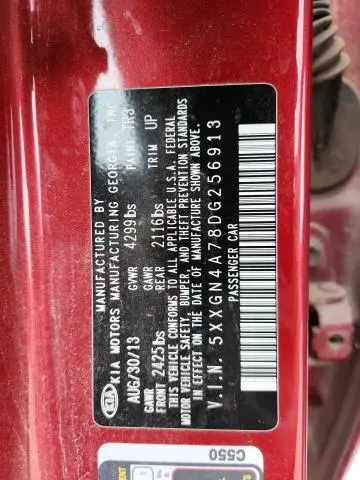 KIA
MANUFACTURED BY
KIA MOTORS MANUFACTURING GEORGIA INC.
AUG/30/13 GVWR 4299lbs PAINT TR3
GAWR FRONT 2425lbs GAWR REAR 2116lbs TRIM UP
THIS VEHICLE CONFORMS TO ALL APPLICABLE U.S.A. FEDERAL
MOTOR VEHICLE SAFETY, BUMPER, AND THEFT PREVENTION STANDARDS
IN EFFECT ON THE DATE OF MANUFACTURE SHOWN ABOVE.
V.I.N. 5XXGN4A78DG256913
PASSENGER CAR
C550